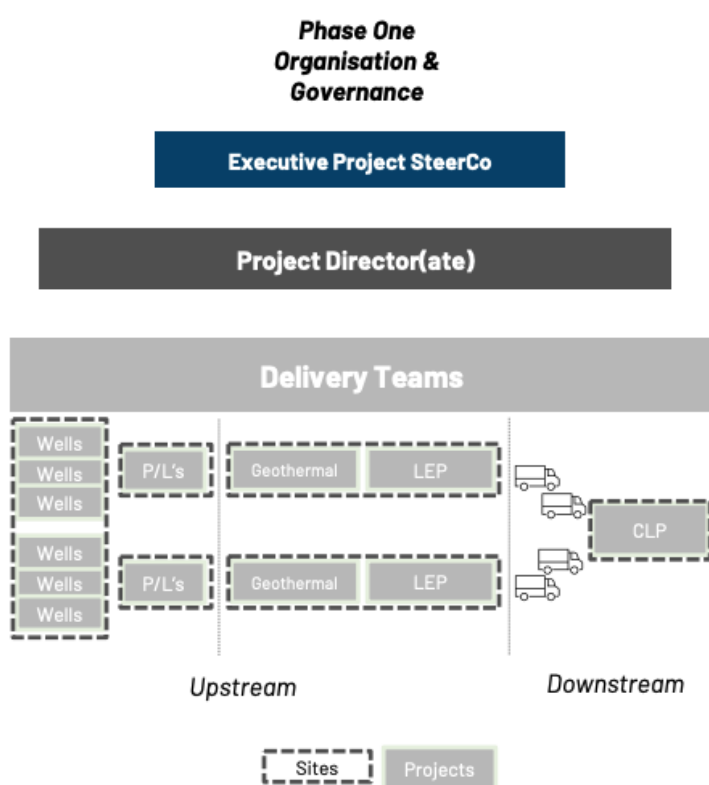 Phase One
Organisation &
Governance
Executive Project SteerCo
Project Director(ate)
Delivery Teams
Wells
Wells
Wells
P/L's
Geothermal
LEP
CLP
Wells
Wells
Wells
P/L's
Geothermal
LEP
Upstream
Downstream
Sites
Projects